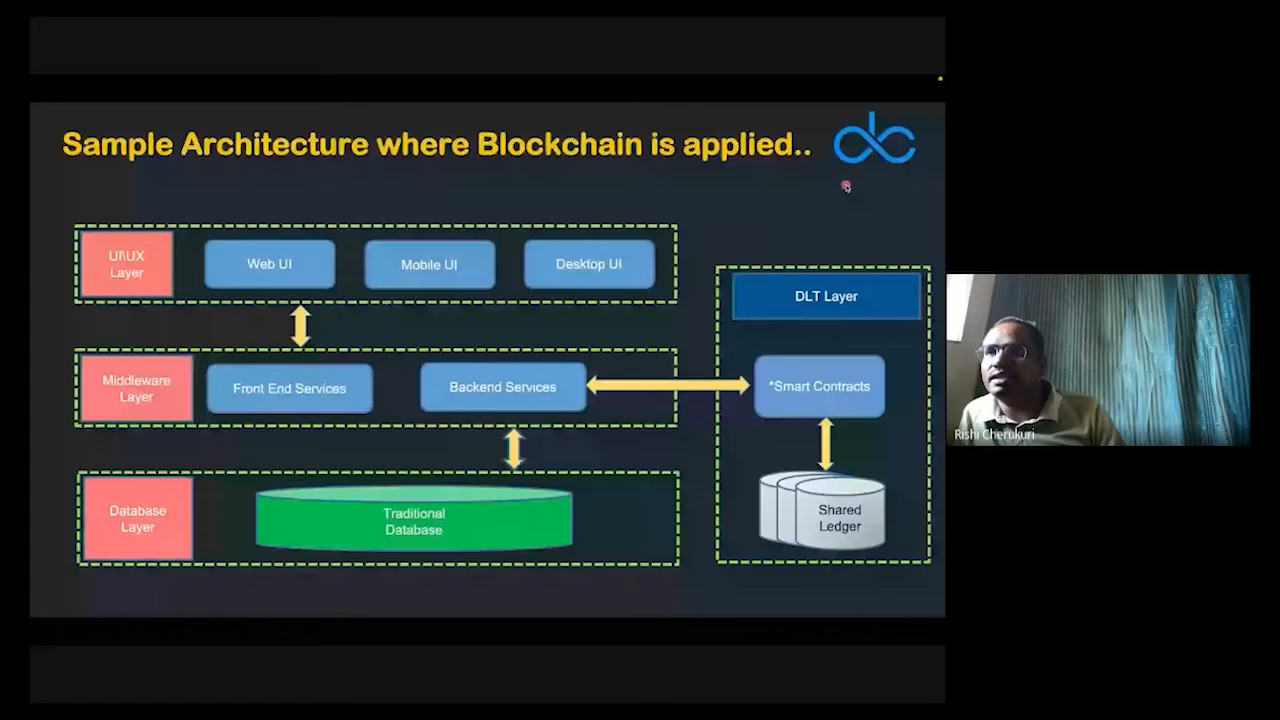 Sample Architecture where Blockchain is applied..
UI\UX
Layer
Web UI
Mobile UI
Desktop UI
DLT Layer
Middleware
Layer
Front End Services
Backend Services
*Smart Contracts
Database
Layer
Traditional
Database
Shared
Ledger
Rishi Cherukuri